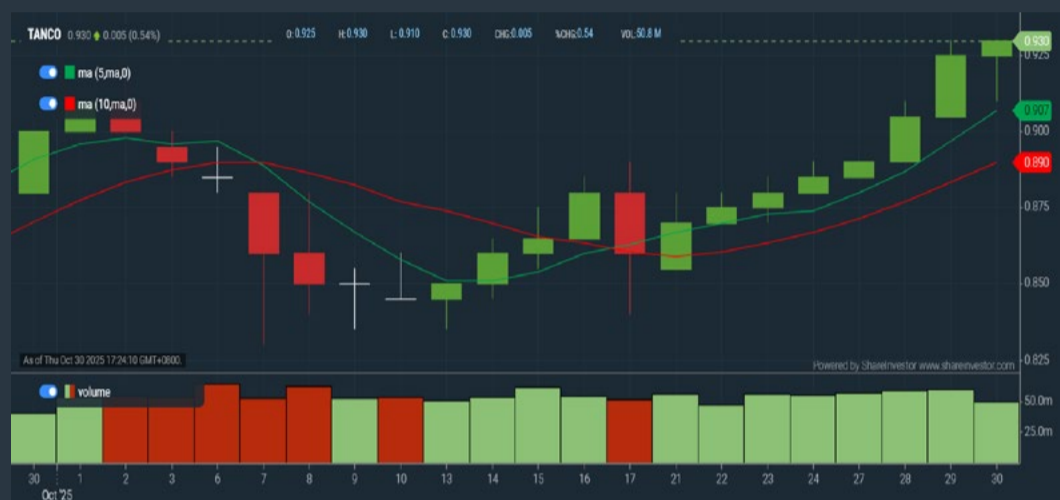 TANCO 0.930 0.005 (0.54%) O:0.925 H:0.930 L:0.910 C:0.930 CHG:0.005 %CHG:0.54 VOL:50.8 M
ma (5,ma,0)
ma (10,ma,0)
0.930
0.925
0.907
0.900
0.890
0.875
0.850
0.825
As of Thu Oct 30 2025 17:24:10 GMT+0800.
Powered by ShareInvestor www.shareinvestor.com
volume
50.0m
25.0m
30 1 2 3 6 7 8 9 10 13 14 15 16 17 21 22 23 24 27 28 29 30
Oct '25